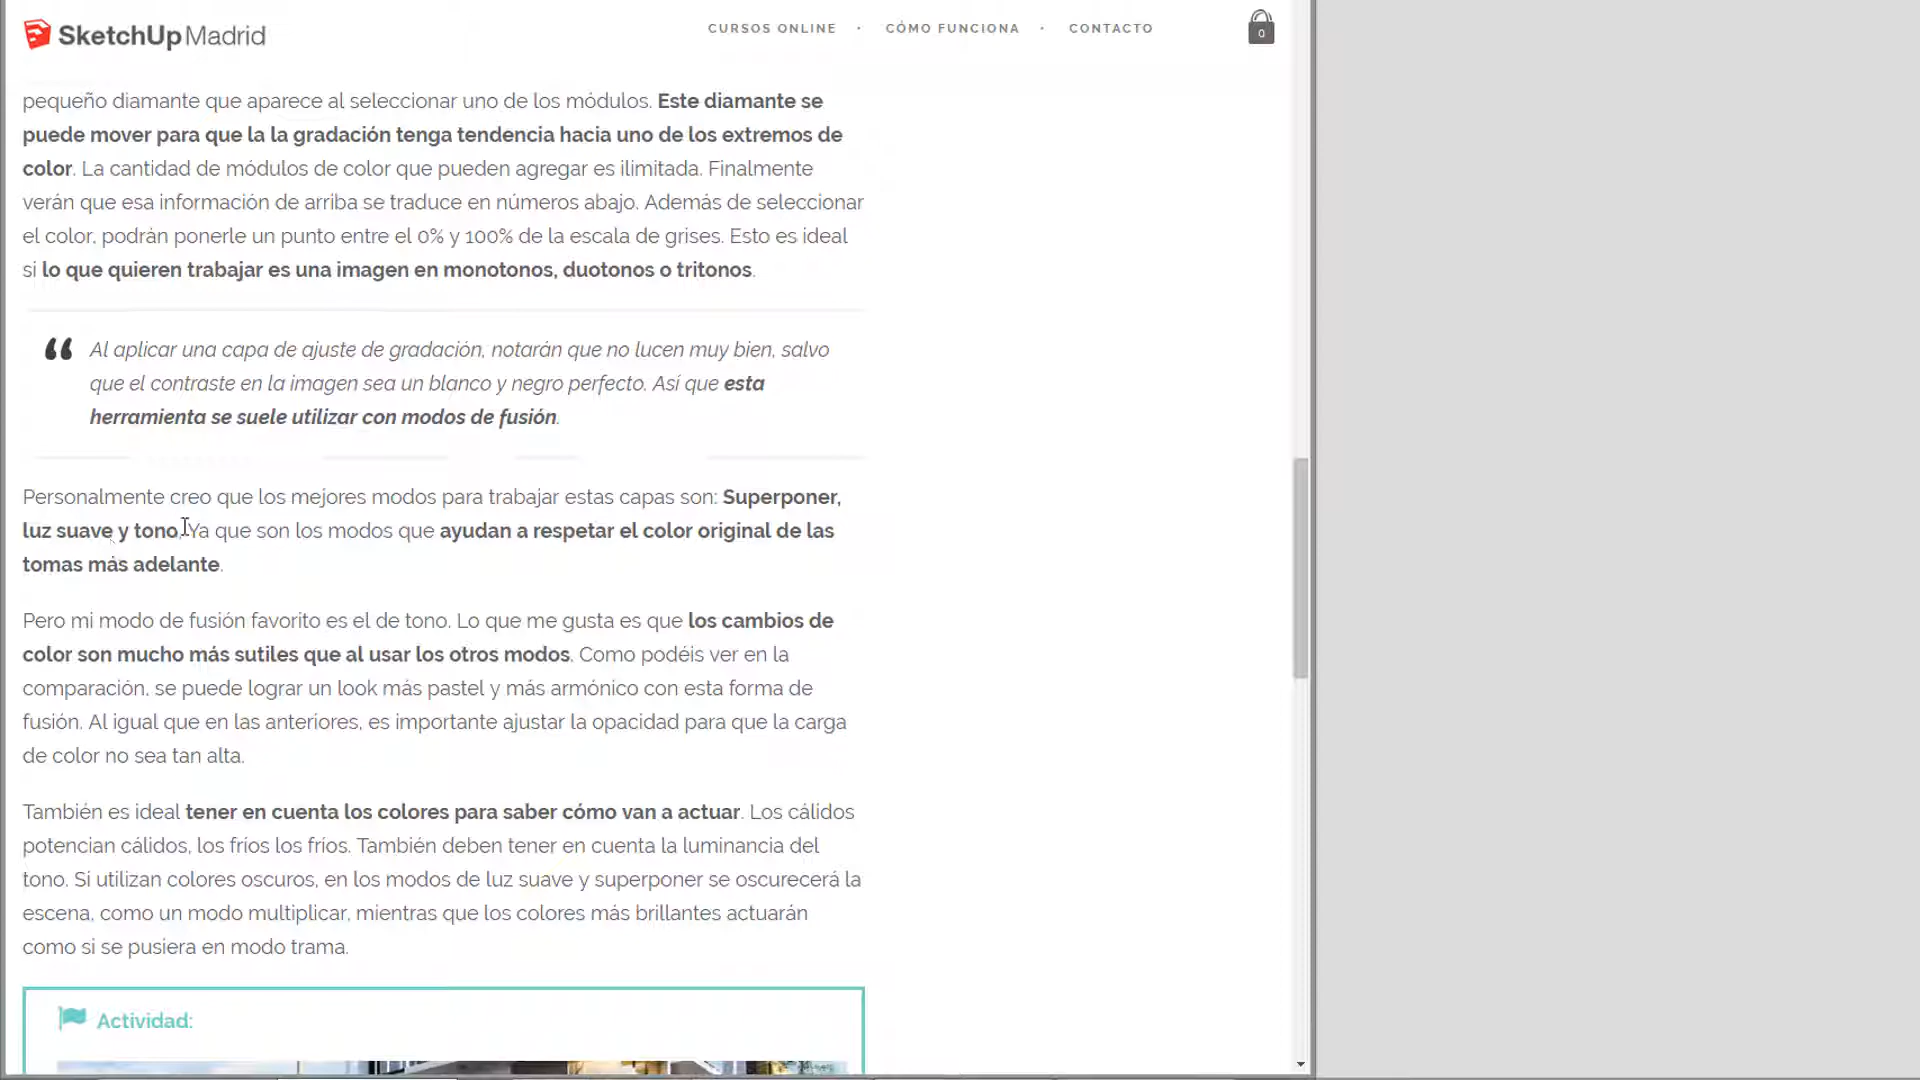 SketchUp Madrid
CURSOS ONLINE · CÓMO FUNCIONA · CONTACTO
0
pequeño diamante que aparece al seleccionar uno de los módulos. Este diamante se
puede mover para que la la gradación tenga tendencia hacia uno de los extremos de
color. La cantidad de módulos de color que pueden agregar es ilimitada. Finalmente
verán que esa información de arriba se traduce en números abajo. Además de seleccionar
el color, podrán ponerle un punto entre el 0% y 100% de la escala de grises. Esto es ideal
si lo que quieren trabajar es una imagen en monotonos, duotonos o tritonos.
“ Al aplicar una capa de ajuste de gradación, notarán que no lucen muy bien, salvo
que el contraste en la imagen sea un blanco y negro perfecto. Así que esta
herramienta se suele utilizar con modos de fusión.
Personalmente creo que los mejores modos para trabajar estas capas son: Superponer,
luz suave y tono. Ya que son los modos que ayudan a respetar el color original de las
tomas más adelante.
Pero mi modo de fusión favorito es el de tono. Lo que me gusta es que los cambios de
color son mucho más sutiles que al usar los otros modos. Como podéis ver en la
comparación, se puede lograr un look más pastel y más armónico con esta forma de
fusión. Al igual que en las anteriores, es importante ajustar la opacidad para que la carga
de color no sea tan alta.
También es ideal tener en cuenta los colores para saber cómo van a actuar. Los cálidos
potencian cálidos, los fríos los fríos. También deben tener en cuenta la luminancia del
tono. Si utilizan colores oscuros, en los modos de luz suave y superponer se oscurecerá la
escena, como un modo multiplicar, mientras que los colores más brillantes actuarán
como si se pusiera en modo trama.
Actividad: